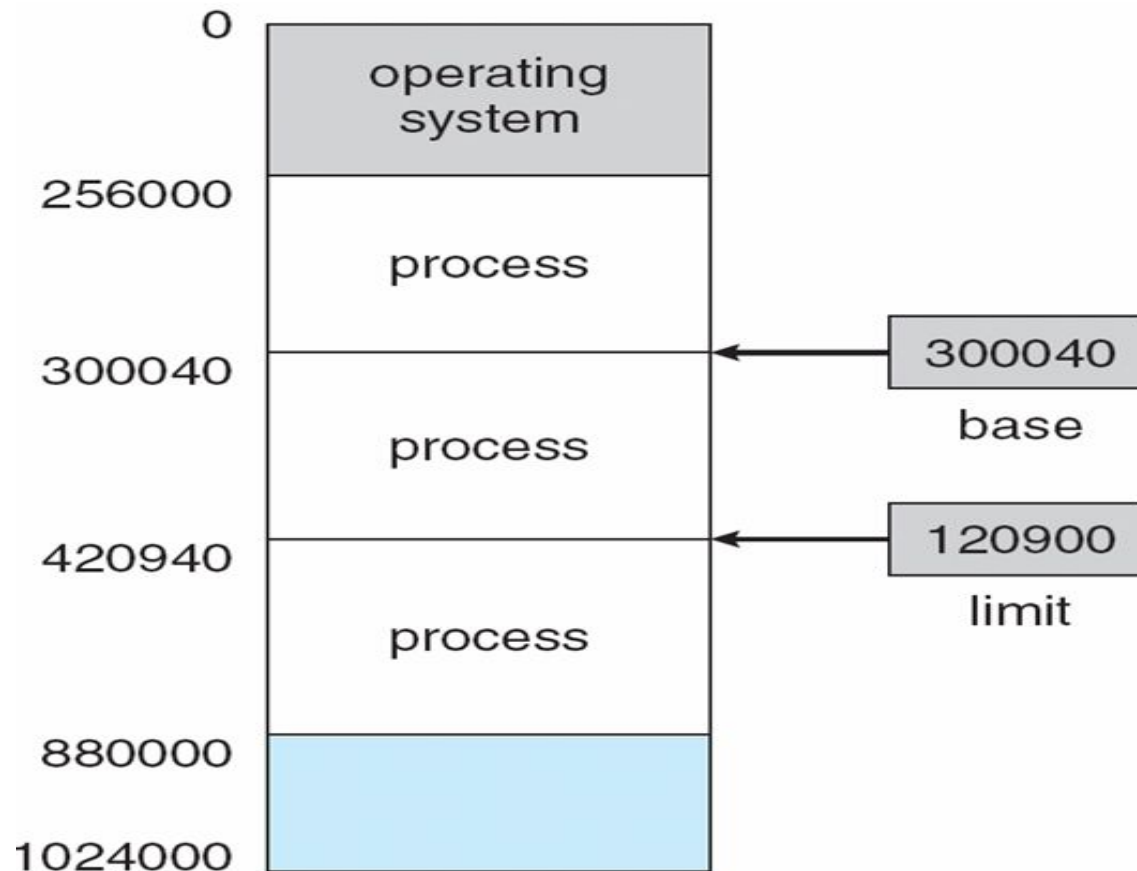 0
operating
system
256000
process
300040
300040
base
process
120900
420940
limit
process
880000
1024000